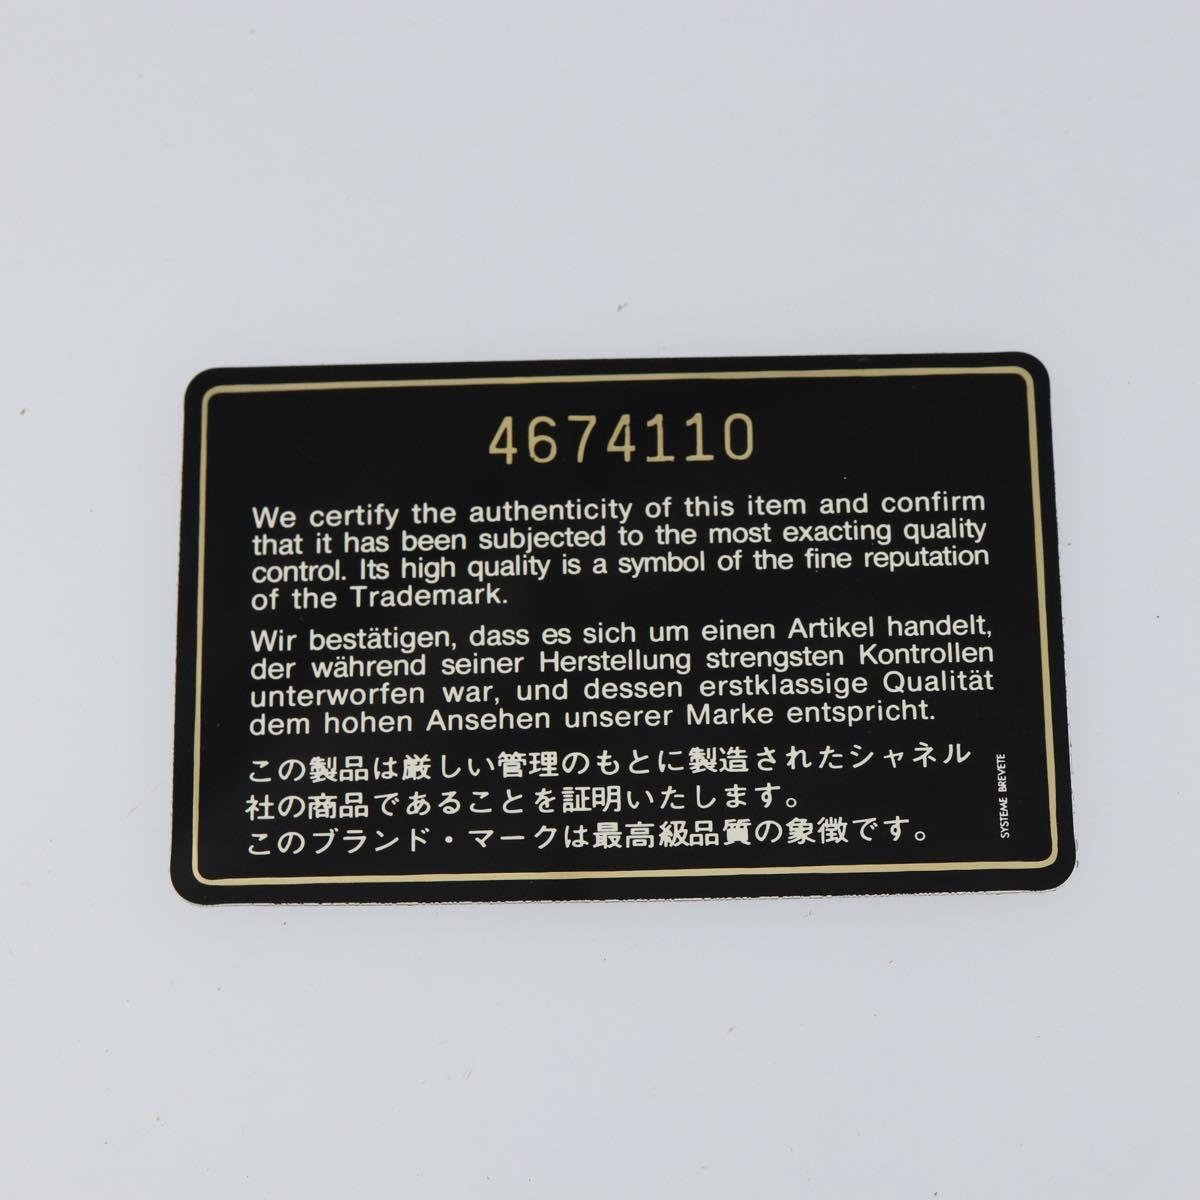 4674110
We certify the authenticity of this item and confirm
that it has been subjected to the most exacting quality
control. Its high quality is a symbol of the fine reputation
of the Trademark.
Wir bestätigen, dass es sich um einen Artikel handelt,
der während seiner Herstellung strengsten Kontrollen
unterworfen war, und dessen erstklassige Qualität
dem hohen Ansehen unserer Marke entspricht.
この製品は厳しい管理のもとに製造されたシャネル
社の商品であることを証明いたします。
このブランド・マークは最高級品質の象徴です。
SYSTEME BREVETE